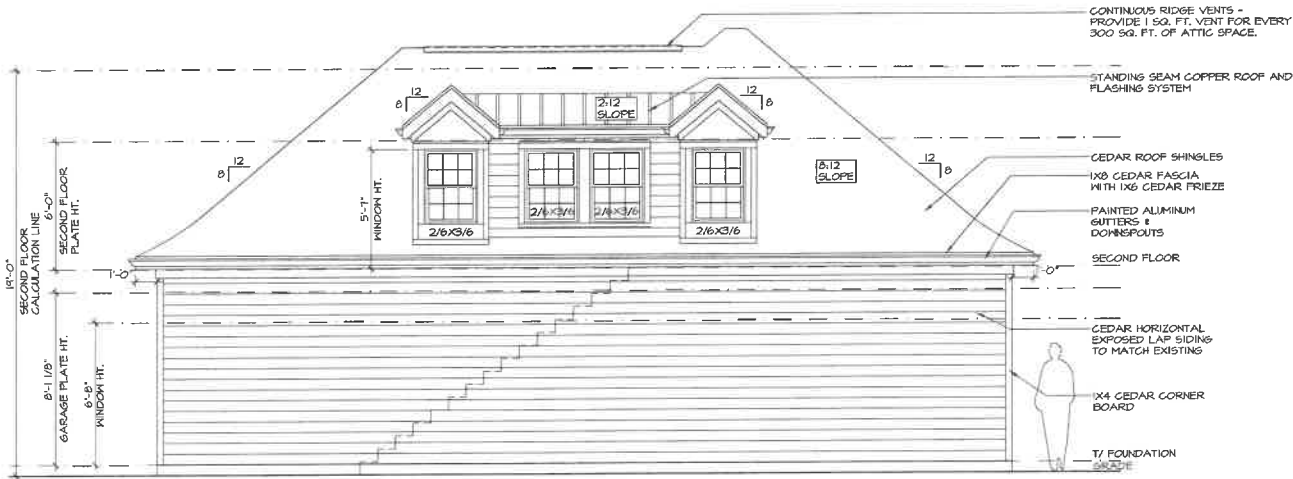 CONTINUOUS RIDGE VENTS -
PROVIDE 1 SQ. FT. VENT FOR EVERY
300 SQ. FT. OF ATTIC SPACE.
STANDING SEAM COPPER ROOF AND
FLASHING SYSTEM
12
8
2:12
SLOPE
12
8
12
8
8:12
SLOPE
12
8
CEDAR ROOF SHINGLES
1X8 CEDAR FASCIA
WITH 1X6 CEDAR FRIEZE
PAINTED ALUMINUM
GUTTERS &
DOWNSPOUTS
SECOND FLOOR
CEDAR HORIZONTAL
EXPOSED LAP SIDING
TO MATCH EXISTING
1X4 CEDAR CORNER
BOARD
T/ FOUNDATION
GRADE
2/6X3/6
2/6X3/6
2/6X3/6
2/6X3/6
19'-0"
SECOND FLOOR
CALCULATION LINE
6'-0"
SECOND FLOOR
PLATE HT.
5'-7"
WINDOW HT.
1'-0"
-0"
8'-1 1/8"
GARAGE PLATE HT.
6'-8"
WINDOW HT.